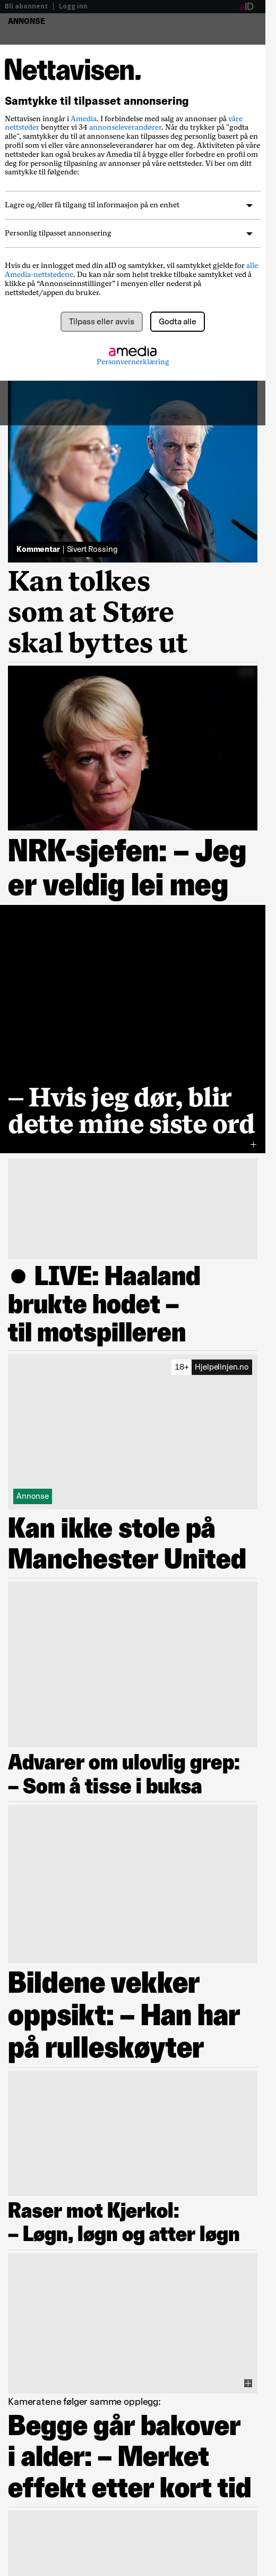 Bli abonnent | Logg inn aID
ANNONSE
Nettavisen.
Samtykke til tilpasset annonsering
Nettavisen inngår i Amedia. I forbindelse med salg av annonser på våre
nettsteder benytter vi 34 annonseleverandører. Når du trykker på "godta
alle", samtykker du til at annonsene kan tilpasses deg personlig basert på en
profil som vi eller våre annonseleverandører har om deg. Aktiviteten på våre
nettsteder kan også brukes av Amedia til å bygge eller forbedre en profil om
deg for personlig tilpasning av annonser på våre nettsteder. Vi ber om ditt
samtykke til følgende:
Lagre og/eller få tilgang til informasjon på en enhet
Personlig tilpasset annonsering
Hvis du er innlogget med din aID og samtykker, vil samtykket gjelde for alle
Amedia-nettstedene. Du kan når som helst trekke tilbake samtykket ved å
klikke på “Annonseinnstillinger” i menyen eller nederst på
nettstedet/appen du bruker.
Tilpass eller avvis Godta alle
amedia
Personvernerklæring
Kommentar | Sivert Rossing
Kan tolkes
som at Støre
skal byttes ut
NRK-sjefen: – Jeg
er veldig lei meg
– Hvis jeg dør, blir
dette mine siste ord
● LIVE: Haaland
brukte hodet –
til motspilleren
18+ Hjelpelinjen.no
Annonse
Kan ikke stole på
Manchester United
Advarer om ulovlig grep:
– Som å tisse i buksa
Bildene vekker
oppsikt: – Han har
på rulleskøyter
Raser mot Kjerkol:
– Løgn, løgn og atter løgn
Kameratene følger samme opplegg:
Begge går bakover
i alder: – Merket
effekt etter kort tid